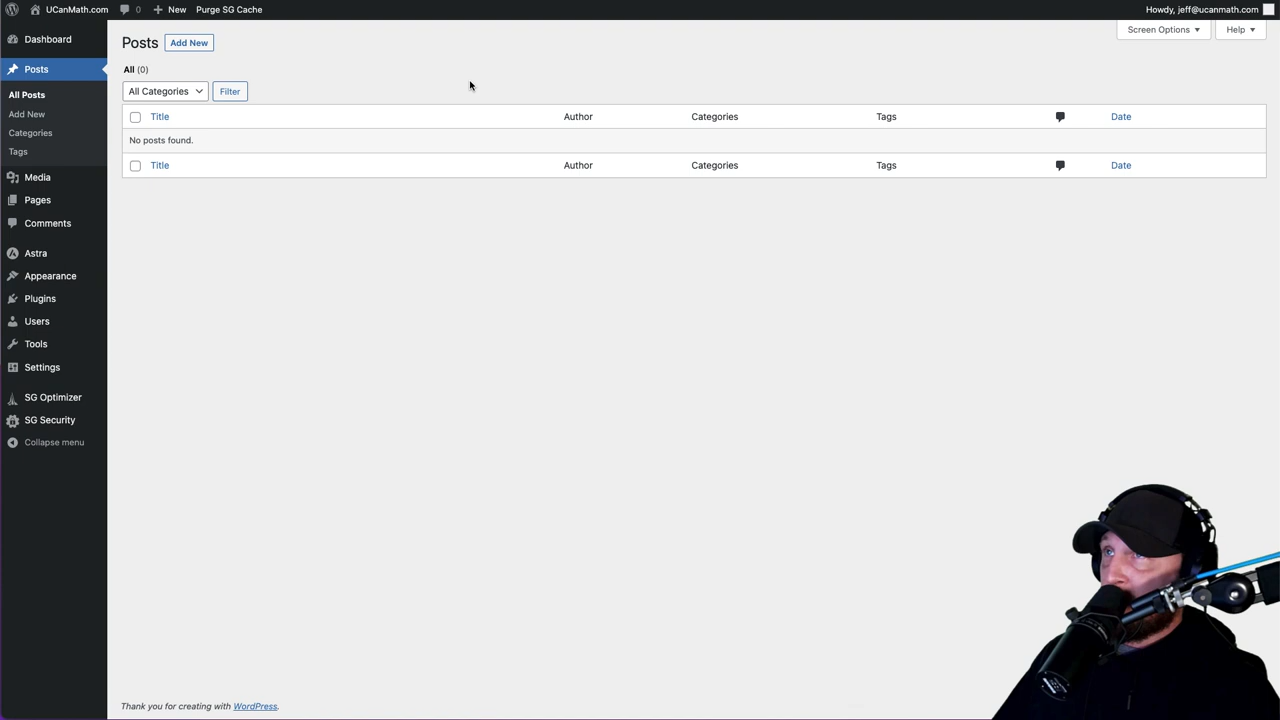 UCanMath.com 0 New Purge SG Cache Howdy, jeff@ucanmath.com
Screen Options Help
Dashboard
Posts
All Posts
Add New
Categories
Tags
Media
Pages
Comments
Astra
Appearance
Plugins
Users
Tools
Settings
SG Optimizer
SG Security
Collapse menu
Posts Add New
All (0)
All Categories Filter
Title Author Categories Tags Date
No posts found.
Title Author Categories Tags Date
Thank you for creating with WordPress.